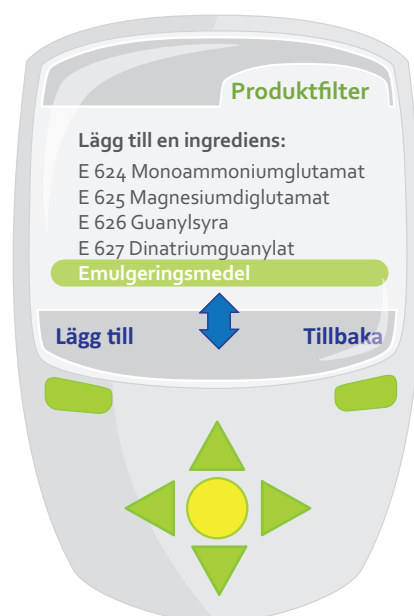 Produktfilter
Lägg till en ingrediens:
E 624 Monoammoniumglutamat
E 625 Magnesiumdiglutamat
E 626 Guanylsyra
E 627 Dinatriumguanylat
Emulgeringsmedel
Lägg till Tillbaka